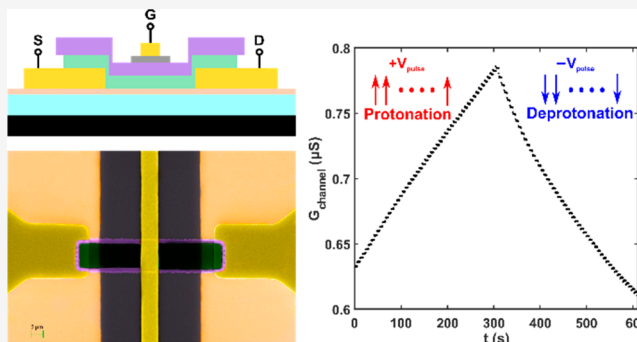 G
S
D
2 µm
0.8
0.75
0.7
0.65
0.6
G_channel (µS)
+V_pulse
Protonation
−V_pulse
Deprotonation
0 100 200 300 400 500 600
t (s)